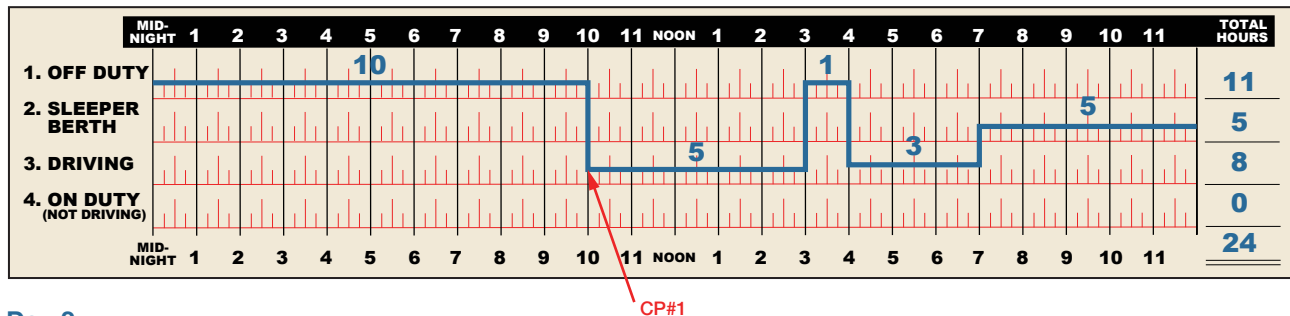 MID-NIGHT 1 2 3 4 5 6 7 8 9 10 11 NOON 1 2 3 4 5 6 7 8 9 10 11 TOTAL HOURS
1. OFF DUTY 10 1 11
2. SLEEPER BERTH 5 5
3. DRIVING 5 3 8
4. ON DUTY (NOT DRIVING) 0
MID-NIGHT 1 2 3 4 5 6 7 8 9 10 11 NOON 1 2 3 4 5 6 7 8 9 10 11 24
CP#1